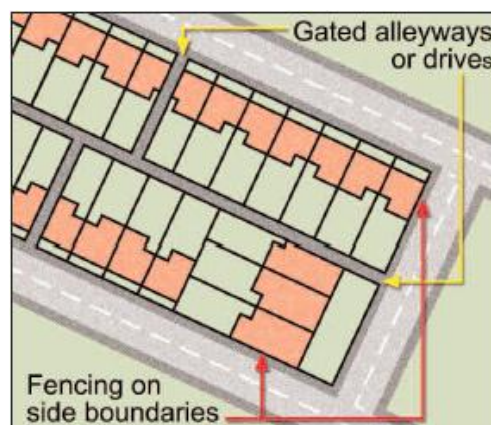 Gated alleyways
or drives
Fencing on
side boundaries